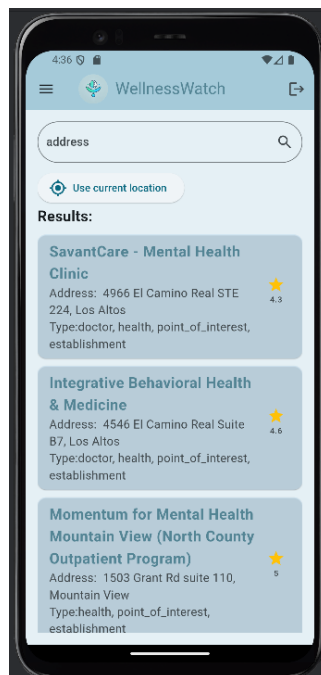 4:36
WellnessWatch
address
Use current location
Results:
SavantCare - Mental Health
Clinic
Address:  4966 El Camino Real STE
224, Los Altos
Type:doctor, health, point_of_interest,
establishment
4.3
Integrative Behavioral Health
& Medicine
Address:  4546 El Camino Real Suite
B7, Los Altos
Type:doctor, health, point_of_interest,
establishment
4.6
Momentum for Mental Health
Mountain View (North County
Outpatient Program)
Address:  1503 Grant Rd suite 110,
Mountain View
Type:health, point_of_interest,
establishment
5